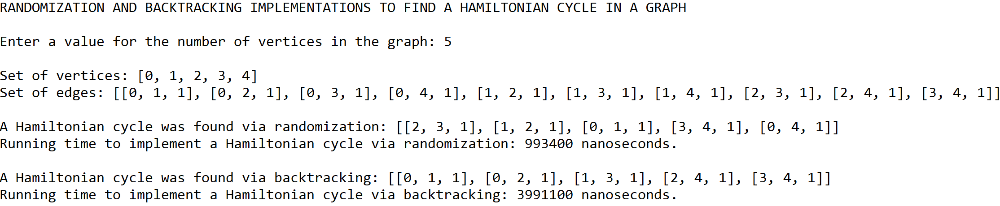 RANDOMIZATION AND BACKTRACKING IMPLEMENTATIONS TO FIND A HAMILTONIAN CYCLE IN A GRAPH
Enter a value for the number of vertices in the graph: 5
Set of vertices: [0, 1, 2, 3, 4]
Set of edges: [[0, 1, 1], [0, 2, 1], [0, 3, 1], [0, 4, 1], [1, 2, 1], [1, 3, 1], [1, 4, 1], [2, 3, 1], [2, 4, 1], [3, 4, 1]]
A Hamiltonian cycle was found via randomization: [[2, 3, 1], [1, 2, 1], [0, 1, 1], [3, 4, 1], [0, 4, 1]]
Running time to implement a Hamiltonian cycle via randomization: 993400 nanoseconds.
A Hamiltonian cycle was found via backtracking: [[0, 1, 1], [0, 2, 1], [1, 3, 1], [2, 4, 1], [3, 4, 1]]
Running time to implement a Hamiltonian cycle via backtracking: 3991100 nanoseconds.